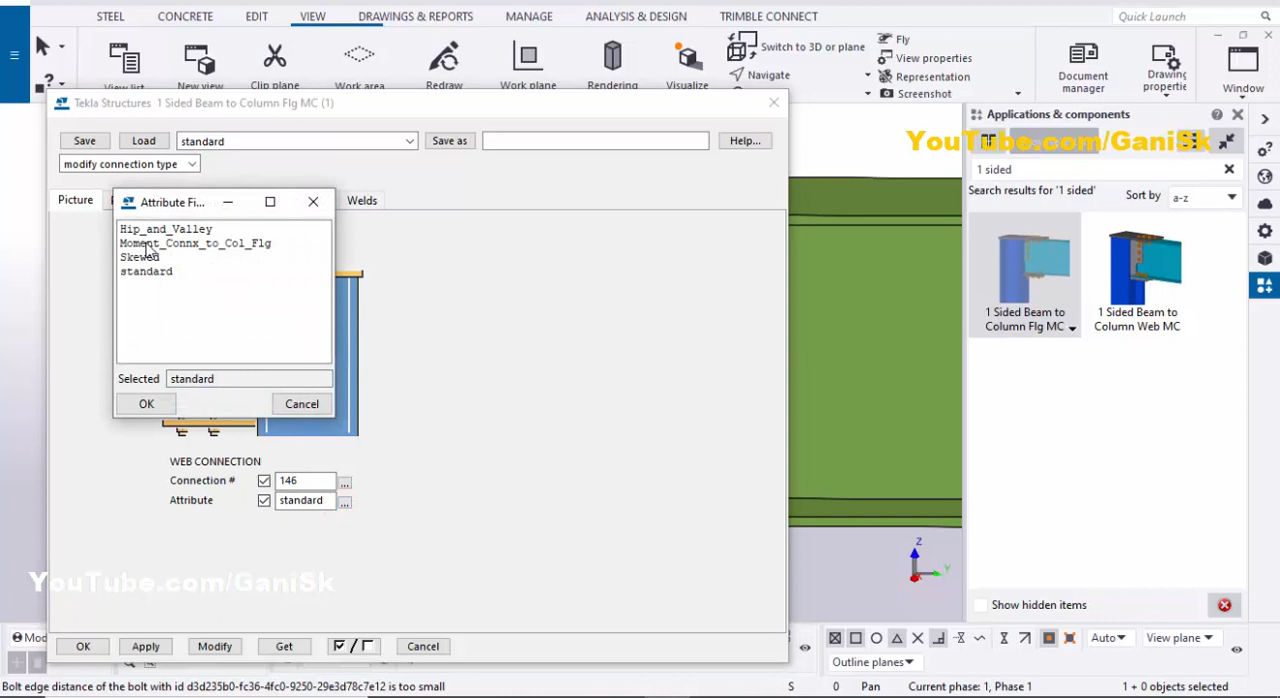 STEEL CONCRETE EDIT VIEW DRAWINGS & REPORTS MANAGE ANALYSIS & DESIGN TRIMBLE CONNECT Quick Launch
Switch to 3D or plane
Fly
View properties
Navigate
Representation
Screenshot
View list New view Clip plane Work area Redraw Work plane Rendering Visualize
Document manager
Drawing properties
Window
Tekla Structures 1 Sided Beam to Column Flg MC (1)
Save Load standard Save as Help...
modify connection type
Picture Welds
Attribute Fi...
Hip_and_Valley
Moment_Connx_to_Col_Flg
Skewed
standard
Selected standard
OK Cancel
WEB CONNECTION
Connection # 146 ...
Attribute standard ...
OK Apply Modify Get / Cancel
Applications & components
YouTube.com/GaniSk
1 sided
Search results for '1 sided' Sort by a-z
1 Sided Beam to
Column Flg MC
1 Sided Beam to
Column Web MC
Z
Y
YouTube.com/GaniSk
Show hidden items
Mod
Auto View plane
Outline planes
Bolt edge distance of the bolt with id d3d235b0-fc36-4fc0-9250-29e3d78c7e12 is too small S 0 Pan Current phase: 1, Phase 1 1 + 0 objects selected